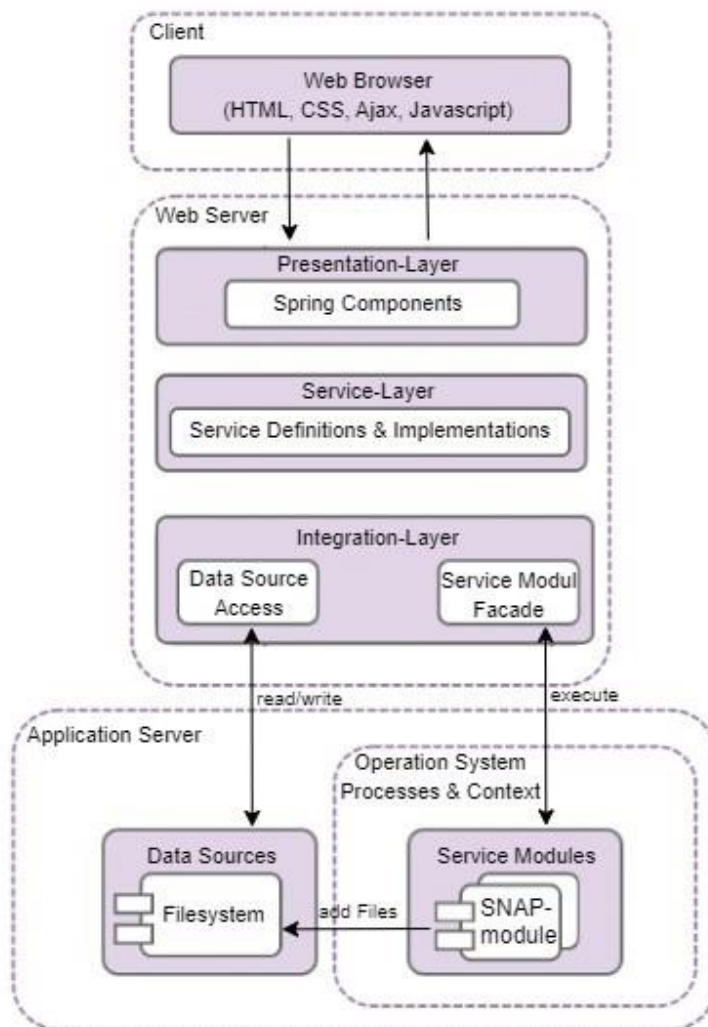 Client
Web Browser
(HTML, CSS, Ajax, Javascript)
Web Server
Presentation-Layer
Spring Components
Service-Layer
Service Definitions & Implementations
Integration-Layer
Data Source
Access
Service Modul
Facade
read/write
execute
Application Server
Operation System
Processes & Context
Data Sources
Filesystem
add Files
Service Modules
SNAP-
module